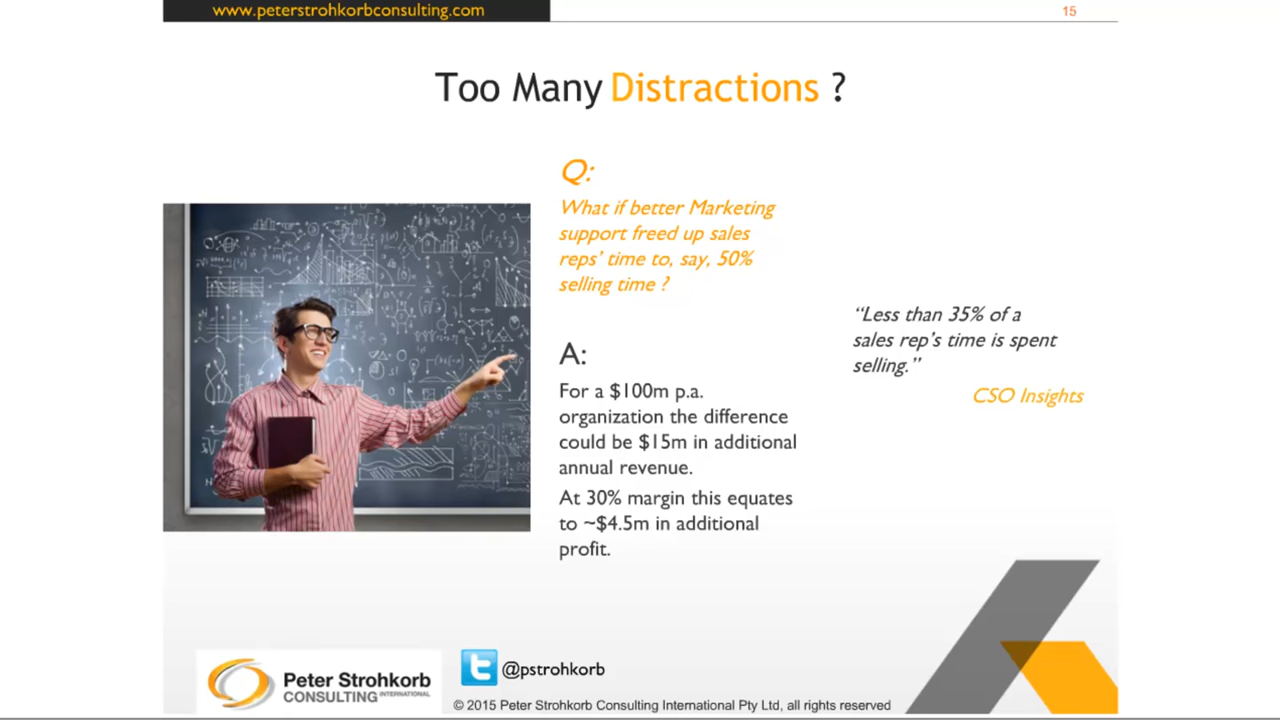 www.peterstrohkorbconsulting.com
15
Too Many Distractions ?
Q:
What if better Marketing
support freed up sales
reps’ time to, say, 50%
selling time ?
A:
For a $100m p.a.
organization the difference
could be $15m in additional
annual revenue.
At 30% margin this equates
to ~$4.5m in additional
profit.
“Less than 35% of a
sales rep’s time is spent
selling.”
CSO Insights
Peter Strohkorb
CONSULTING INTERNATIONAL
@pstrohkorb
© 2015 Peter Strohkorb Consulting International Pty Ltd, all rights reserved